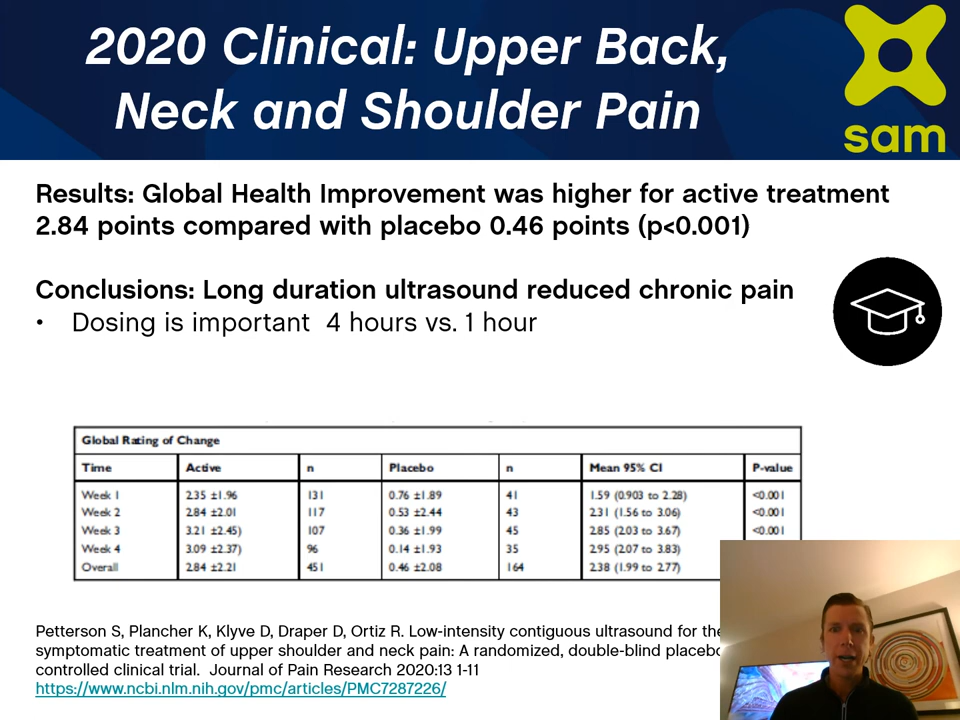 2020 Clinical: Upper Back,
Neck and Shoulder Pain
sam
Results: Global Health Improvement was higher for active treatment
2.84 points compared with placebo 0.46 points (p<0.001)
Conclusions: Long duration ultrasound reduced chronic pain
• Dosing is important 4 hours vs. 1 hour
Global Rating of Change
Time Active n Placebo n Mean 95% CI P-value
Week 1 2.35 ±1.96 131 0.76 ±1.89 41 1.59 (0.903 to 2.28) <0.001
Week 2 2.84 ±2.01 117 0.53 ±2.44 43 2.31 (1.56 to 3.06) <0.001
Week 3 3.21 ±2.45) 107 0.36 ±1.99 45 2.85 (2.03 to 3.67) <0.001
Week 4 3.09 ±2.37) 96 0.14 ±1.93 35 2.95 (2.07 to 3.83)
Overall 2.84 ±2.21 451 0.46 ±2.08 164 2.38 (1.99 to 2.77)
Petterson S, Plancher K, Klyve D, Draper D, Ortiz R. Low-intensity contiguous ultrasound for the
symptomatic treatment of upper shoulder and neck pain: A randomized, double-blind placebo
controlled clinical trial. Journal of Pain Research 2020:13 1-11
https://www.ncbi.nlm.nih.gov/pmc/articles/PMC7287226/